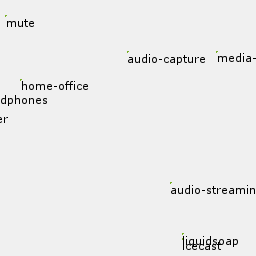 mute
audio-capture
media-
home-office
dphones
er
audio-streamin
liquidsoap
icecast